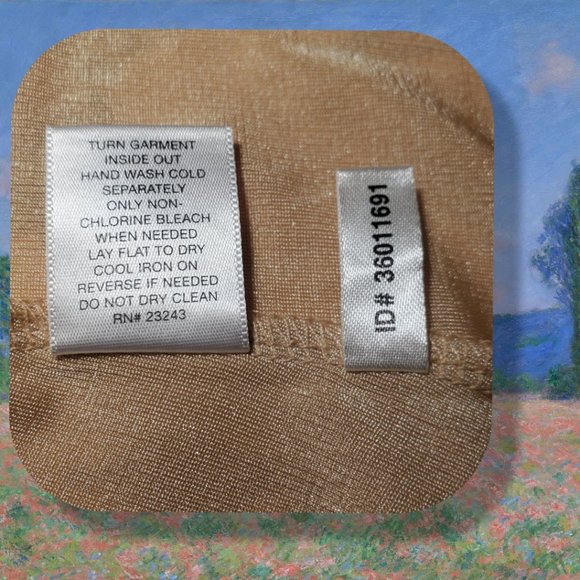 TURN GARMENT
INSIDE OUT
HAND WASH COLD
SEPARATELY
ONLY NON-
CHLORINE BLEACH
WHEN NEEDED
LAY FLAT TO DRY
COOL IRON ON
REVERSE IF NEEDED
DO NOT DRY CLEAN
RN# 23243
ID# 36011691